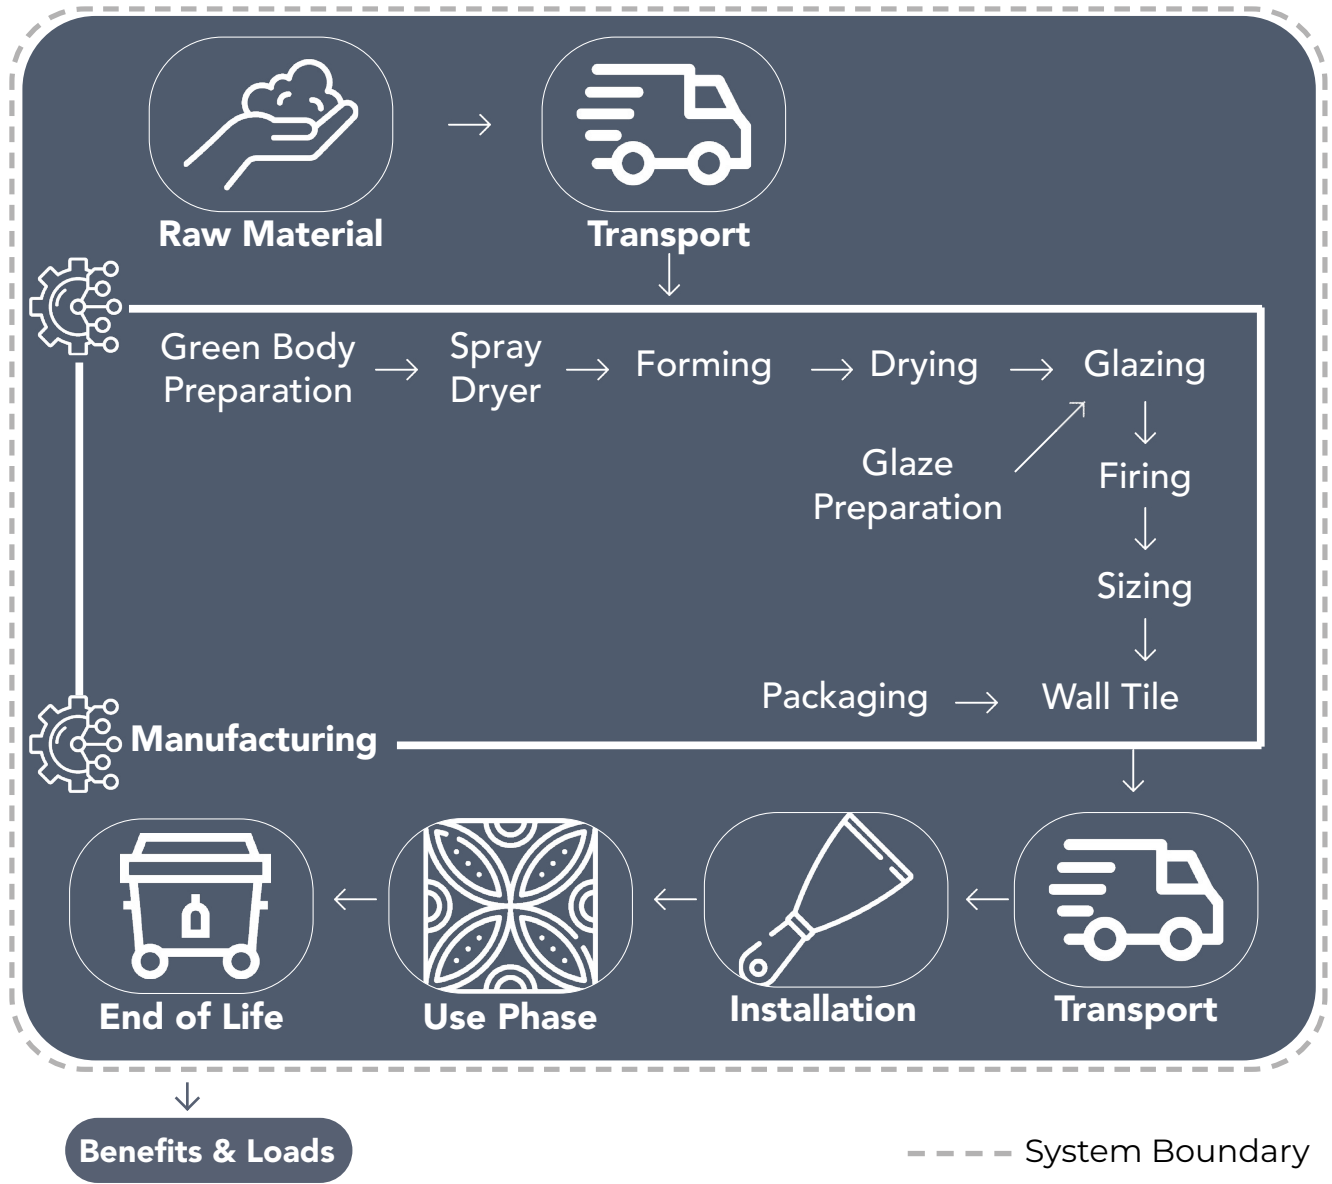 Raw Material
Transport
Green Body
Preparation
Spray
Dryer
Forming
Drying
Glazing
Glaze
Preparation
Firing
Sizing
Packaging
Wall Tile
Manufacturing
End of Life
Use Phase
Installation
Transport
Benefits & Loads
System Boundary